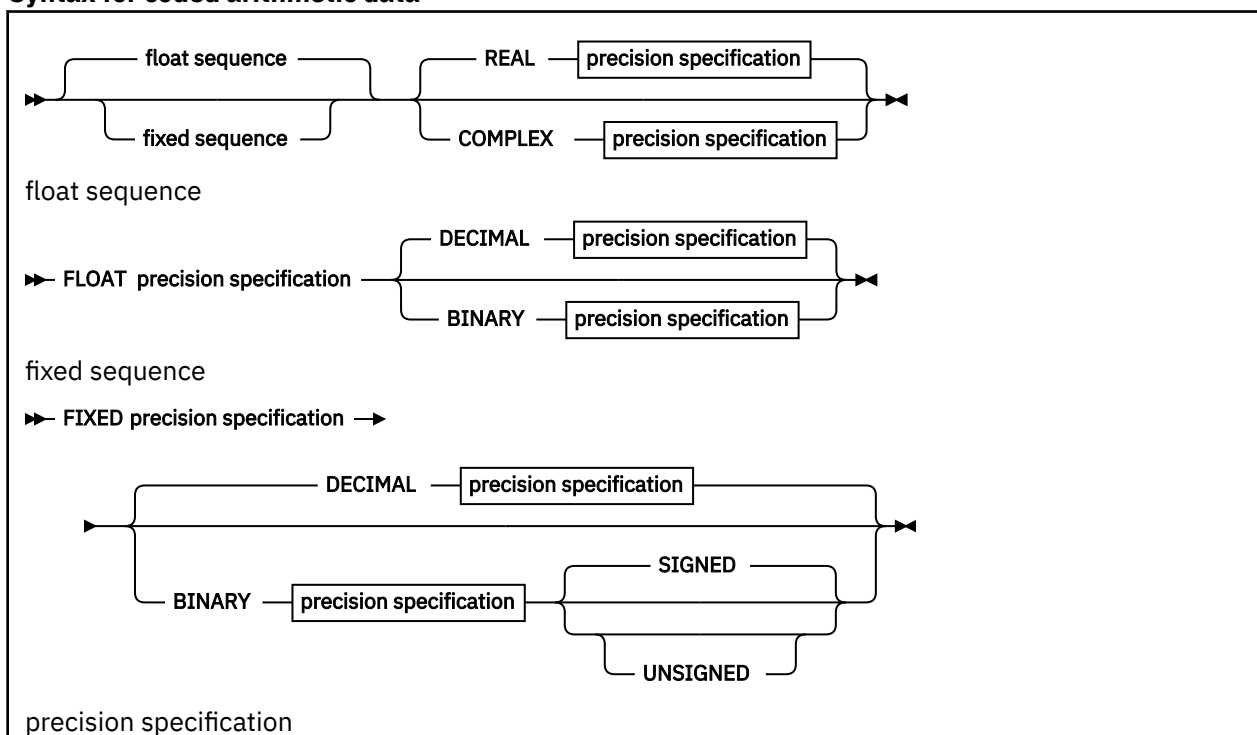 Syntax for coded arithmetic data
float sequence
REAL precision specification
fixed sequence
COMPLEX precision specification
float sequence
DECIMAL precision specification
FLOAT precision specification
BINARY precision specification
fixed sequence
FIXED precision specification
DECIMAL precision specification
SIGNED
BINARY precision specification
UNSIGNED
precision specification